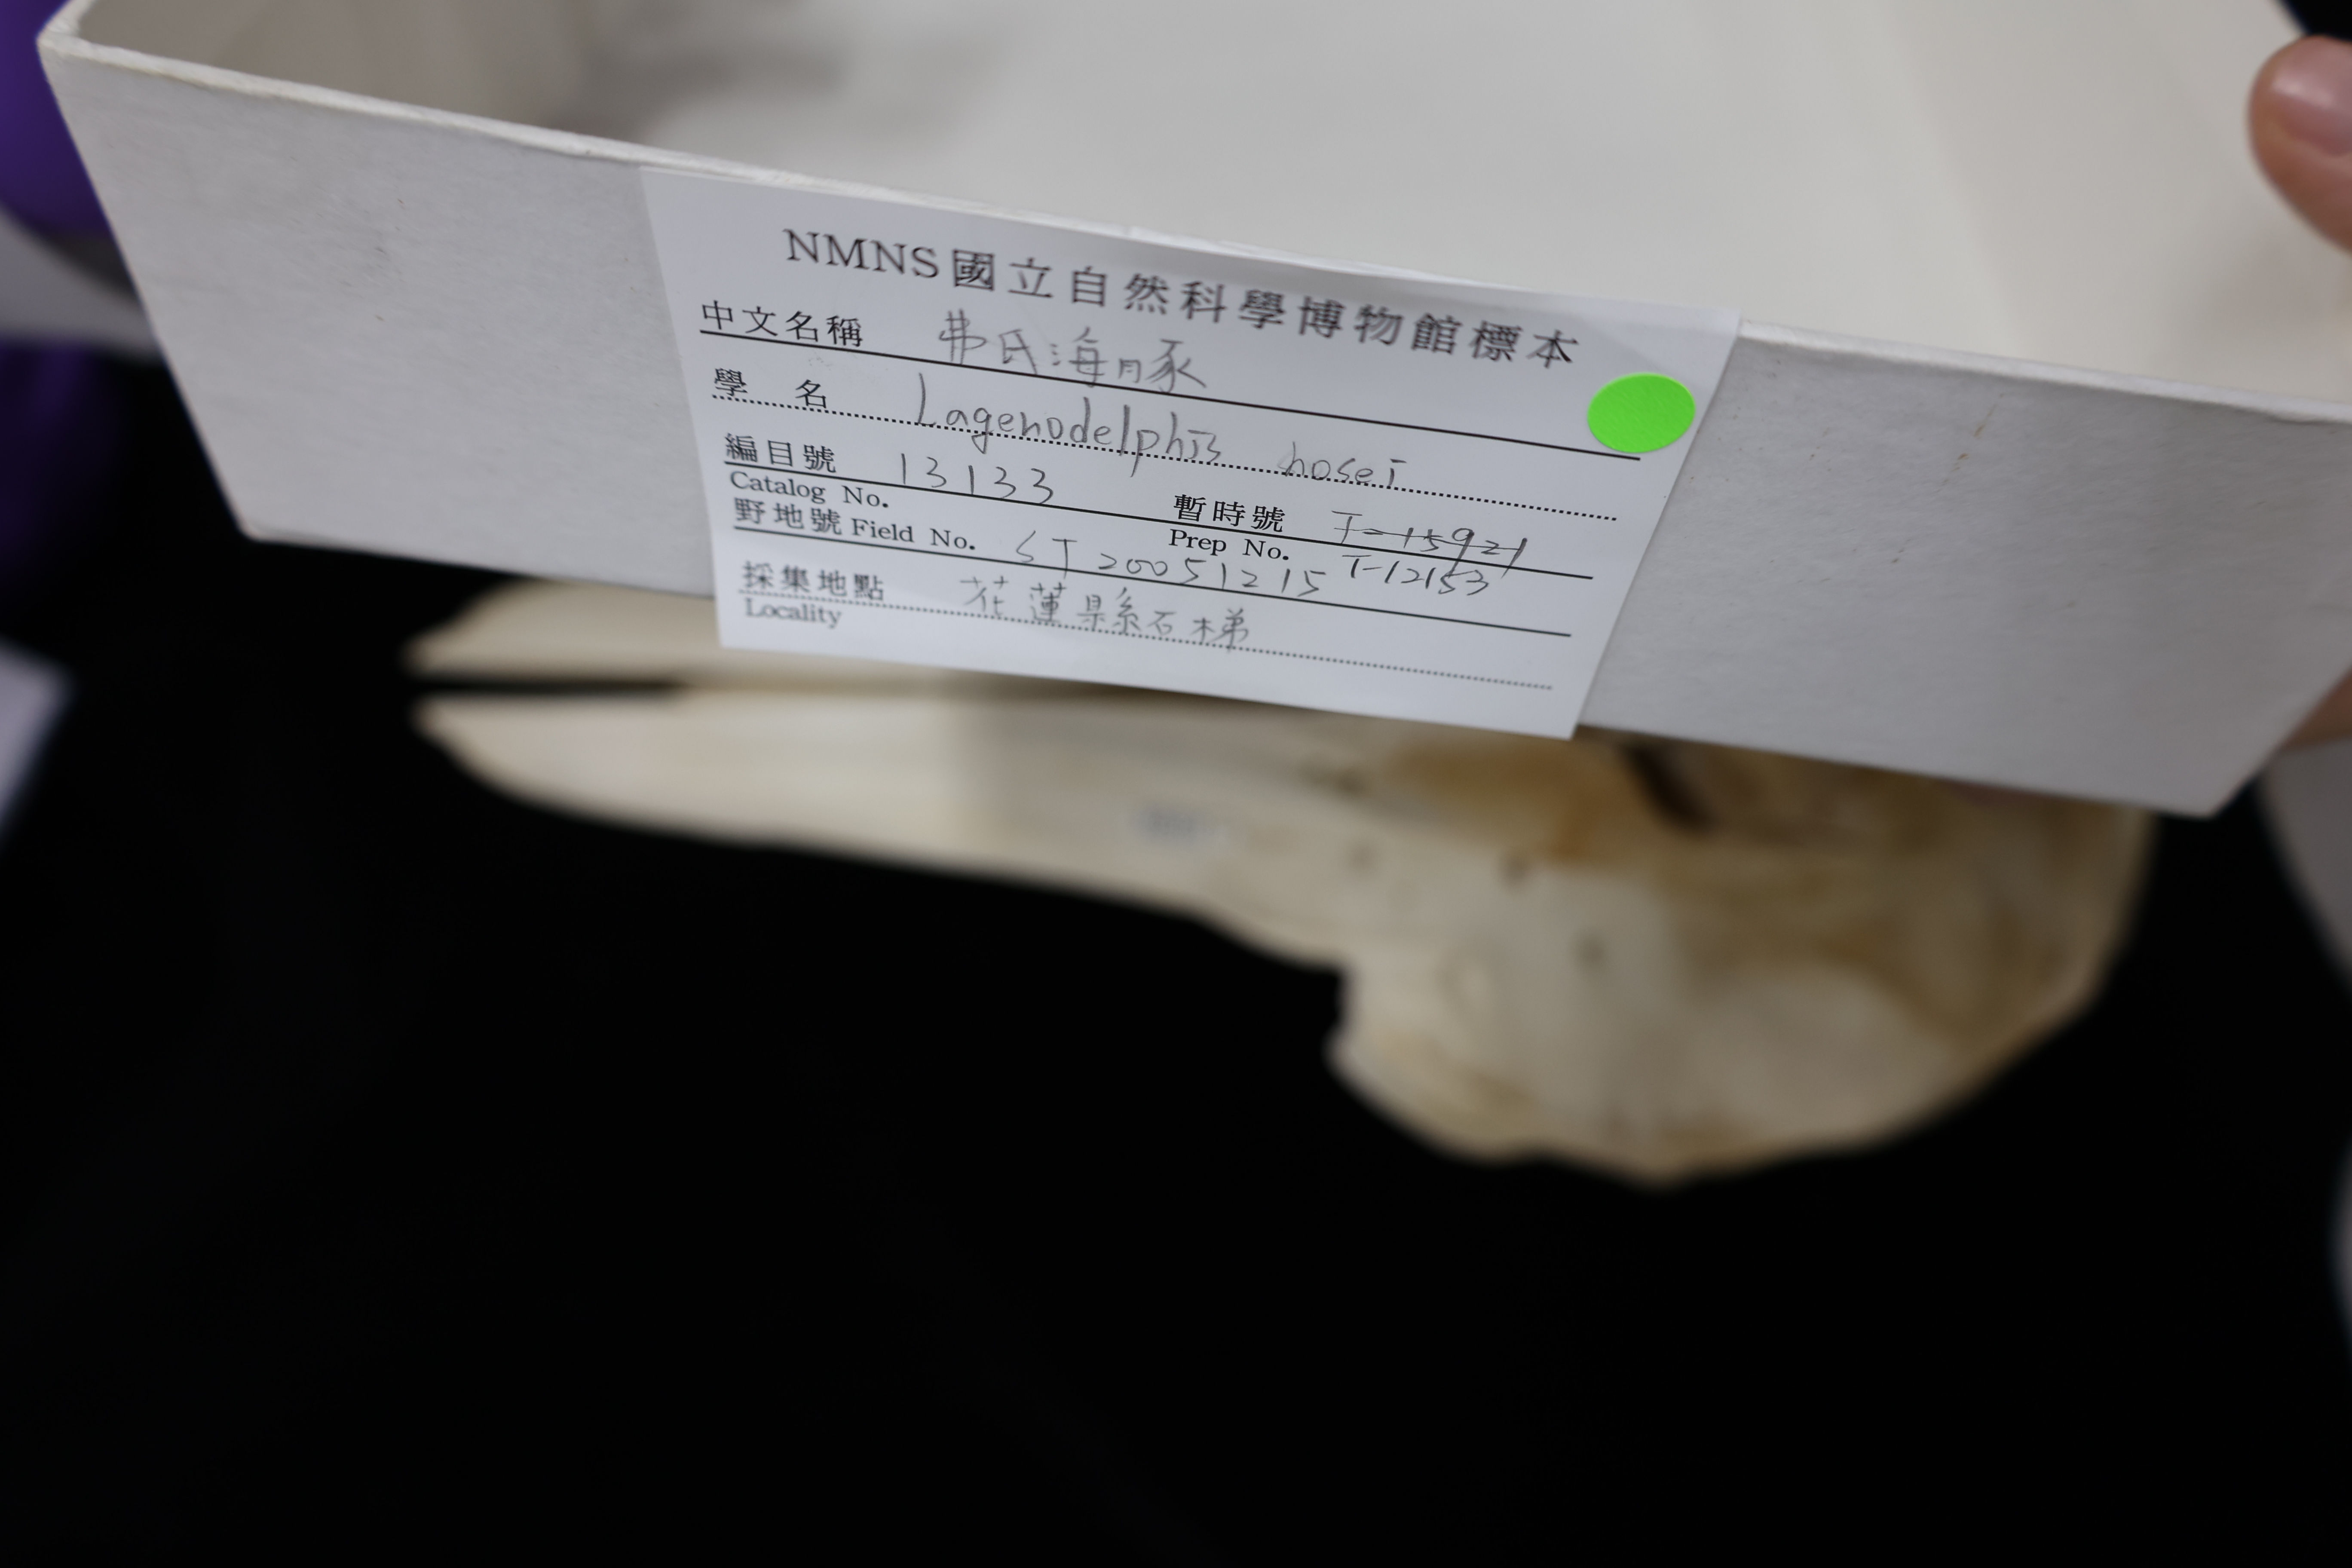 NMNS國立自然科學博物館標本
中文名稱 弗氏海豚
學 名 Lagenodelphis hosei
編目號 13133 暫時號 T-15921
Catalog No. Prep No. T-12153
野地號 Field No. ST20051215
採集地點 花蓮縣石梯
Locality